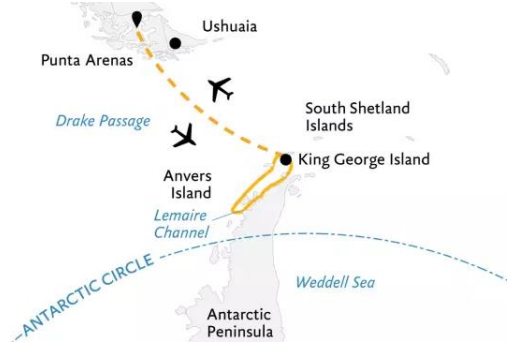 Ushuaia
Punta Arenas
Drake Passage
South Shetland
Islands
King George Island
Anvers
Island
Lemaire
Channel
ANTARCTIC CIRCLE
Weddell Sea
Antarctic
Peninsula